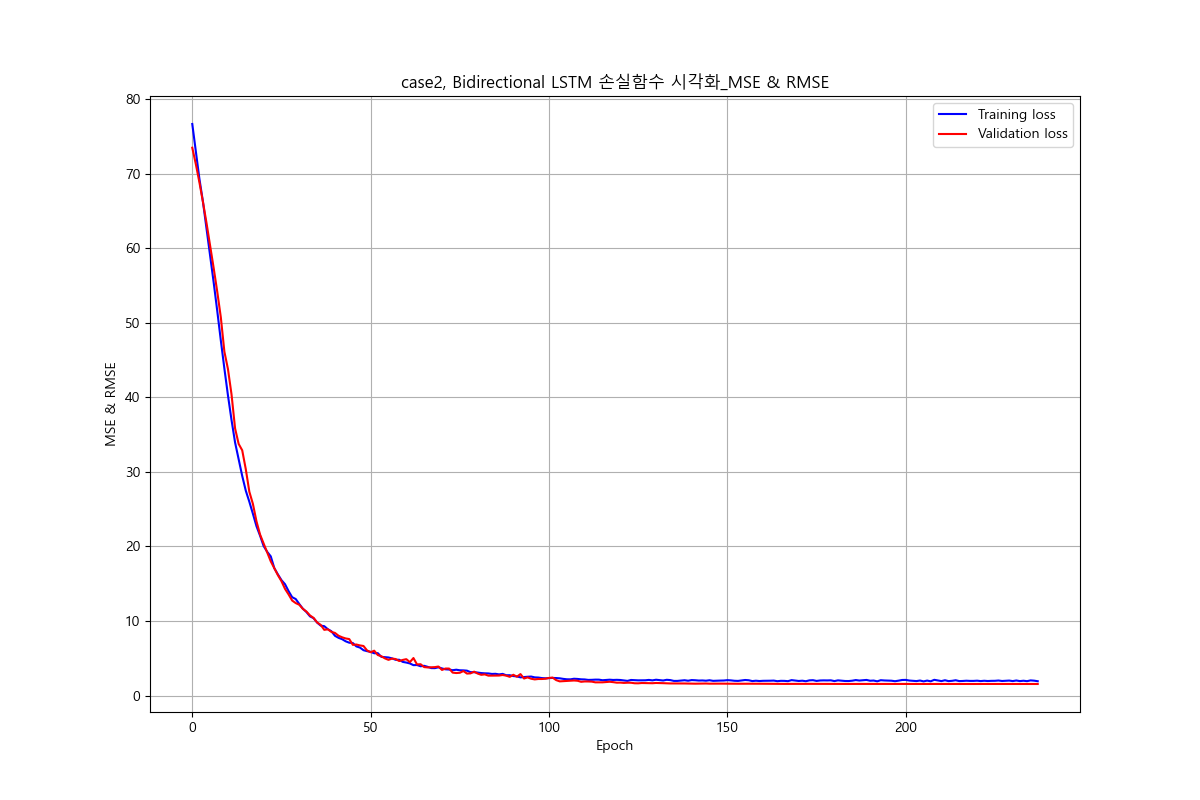 case2, Bidirectional LSTM 손실함수 시각화_MSE & RMSE
Training loss
Validation loss
80
70
60
50
40
30
20
10
0
MSE & RMSE
0
50
100
150
200
Epoch